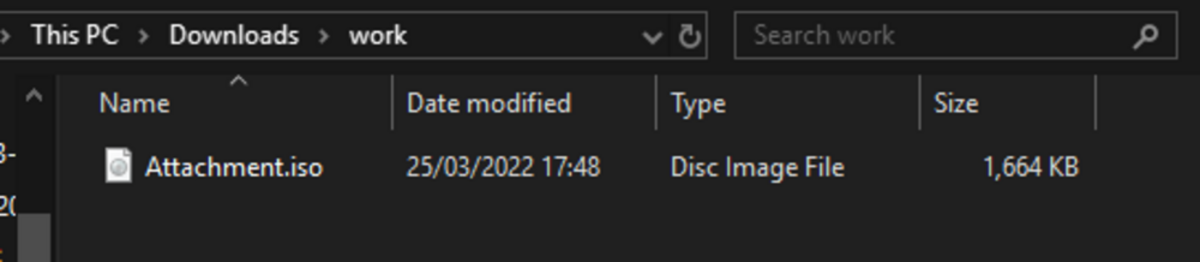 This PC > Downloads > work
Search work
Name Date modified Type Size
Attachment.iso 25/03/2022 17:48 Disc Image File 1,664 KB